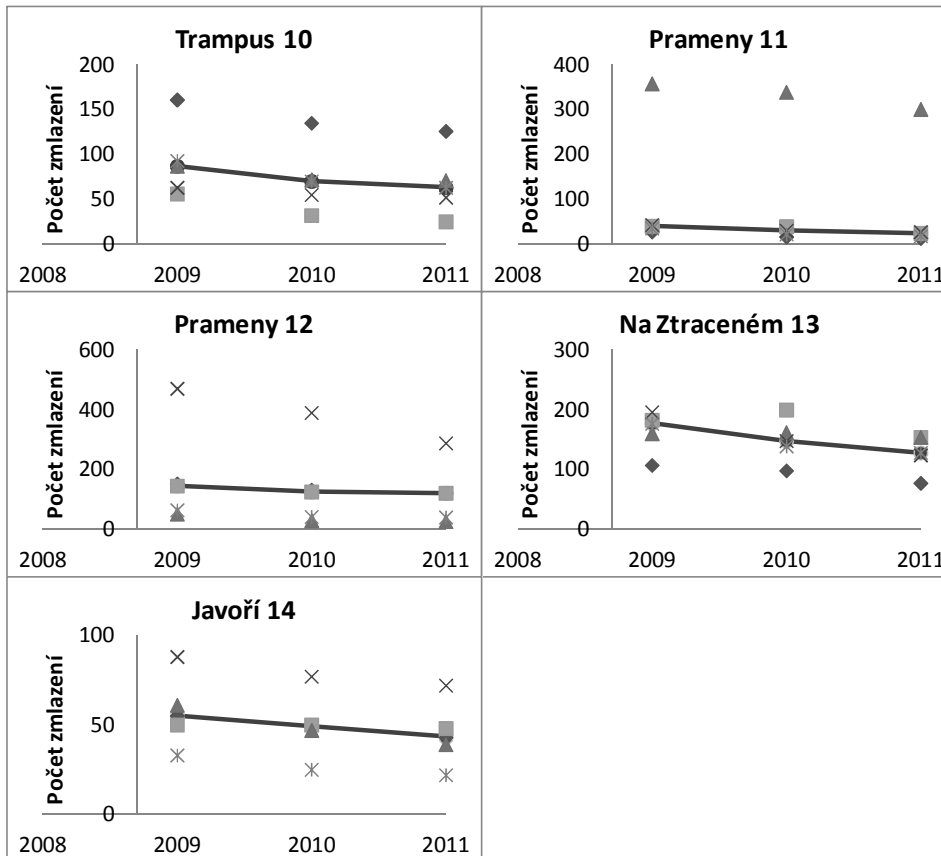 Trampus 10
Počet zmlazení
200
150
100
50
0
2008 2009 2010 2011
Prameny 11
Počet zmlazení
400
300
200
100
0
2008 2009 2010 2011
Prameny 12
Počet zmlazení
600
400
200
0
2008 2009 2010 2011
Na Ztraceném 13
Počet zmlazení
300
200
100
0
2008 2009 2010 2011
Javoří 14
Počet zmlazení
100
50
0
2008 2009 2010 2011